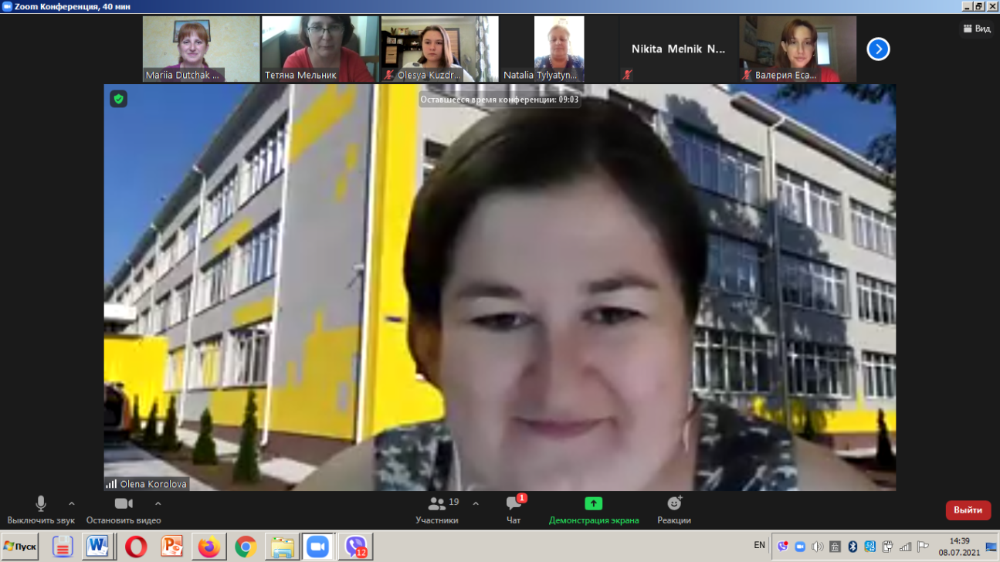 Zoom Конференция, 40 мин
Вид
Mariia Dutchak ...
Тетяна Мельник
Olesya Kuzdr...
Natalia Tylyatyn...
Nikita Melnik N...
Валерия Еса...
Оставшееся время конференции: 09:03
Olena Korolova
Выключить звук
Остановить видео
19
Участники
1
Чат
Демонстрация экрана
Реакции
Выйти
Пуск
12
EN
14:39
08.07.2021